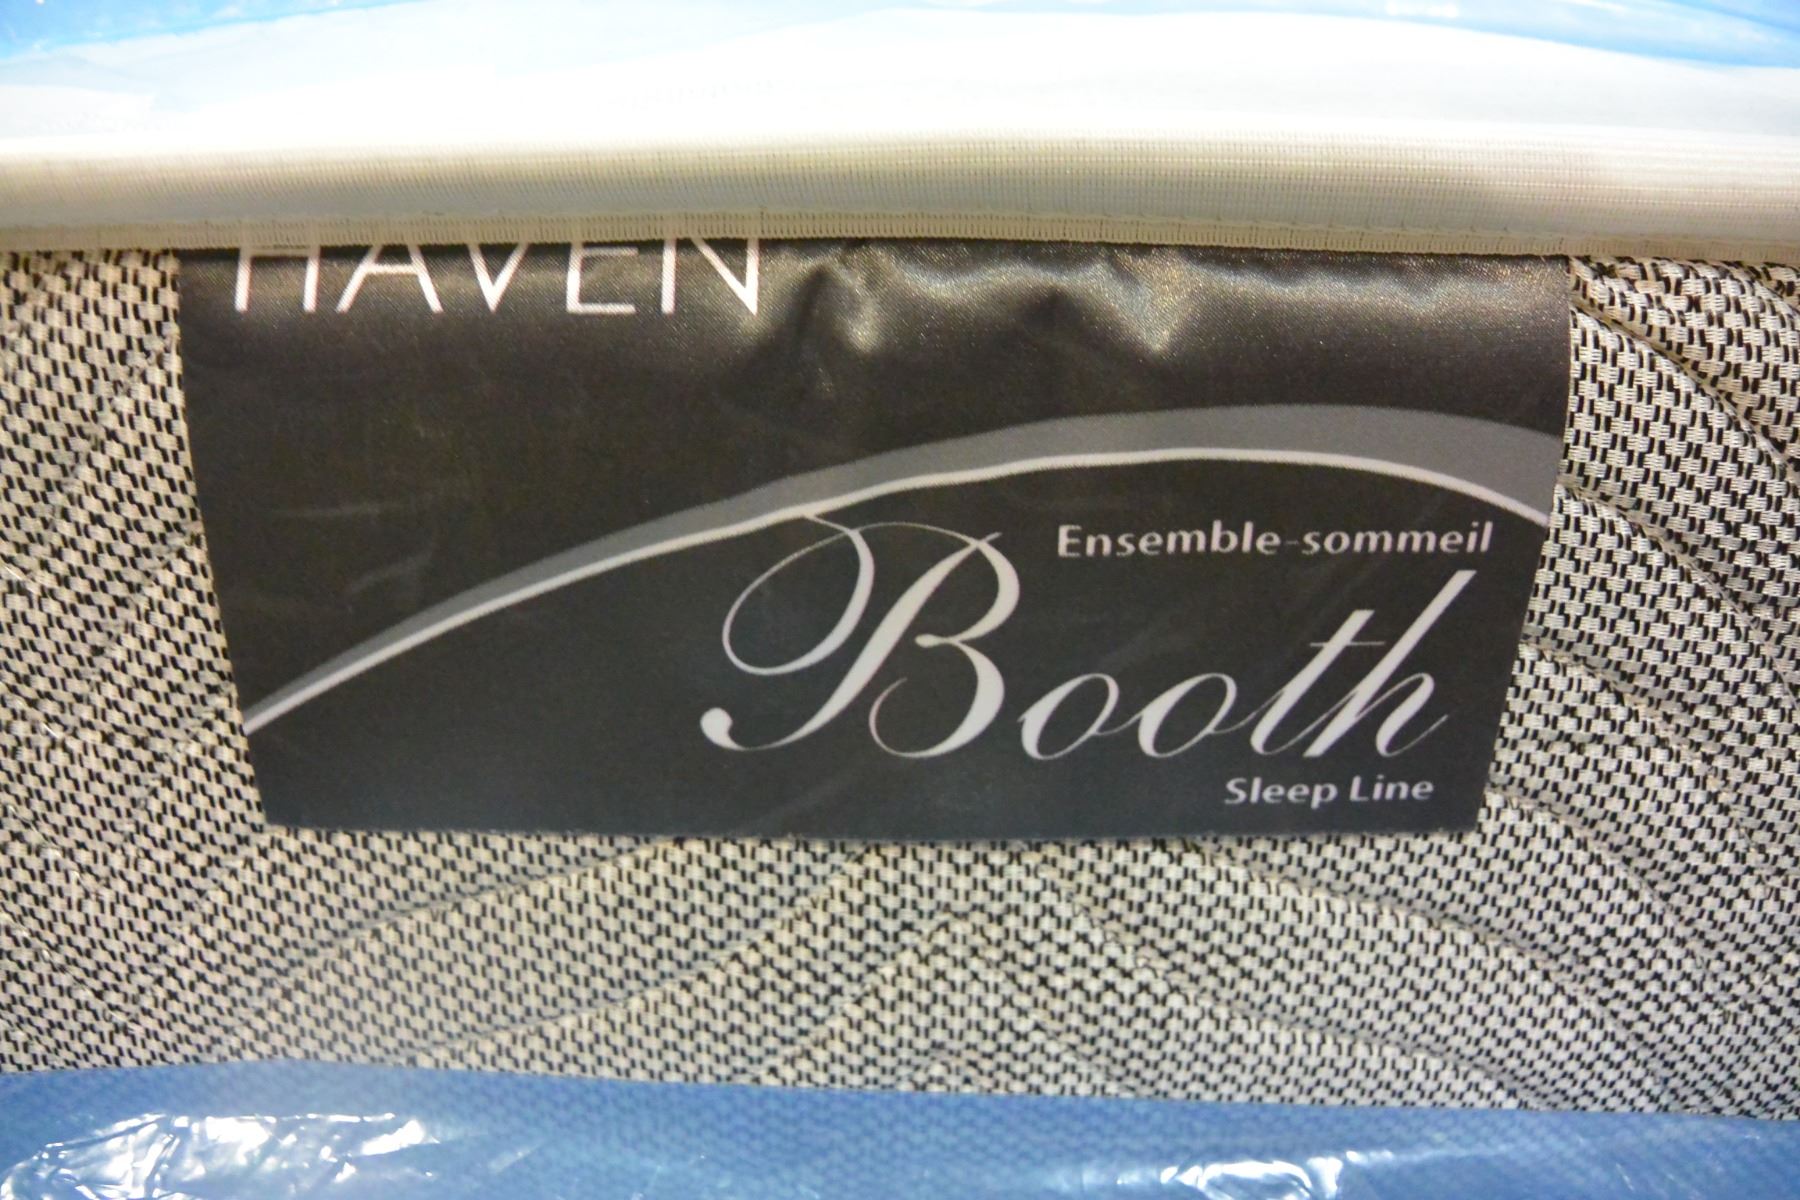 HAVEN
Ensemble-sommeil
Booth
Sleep Line